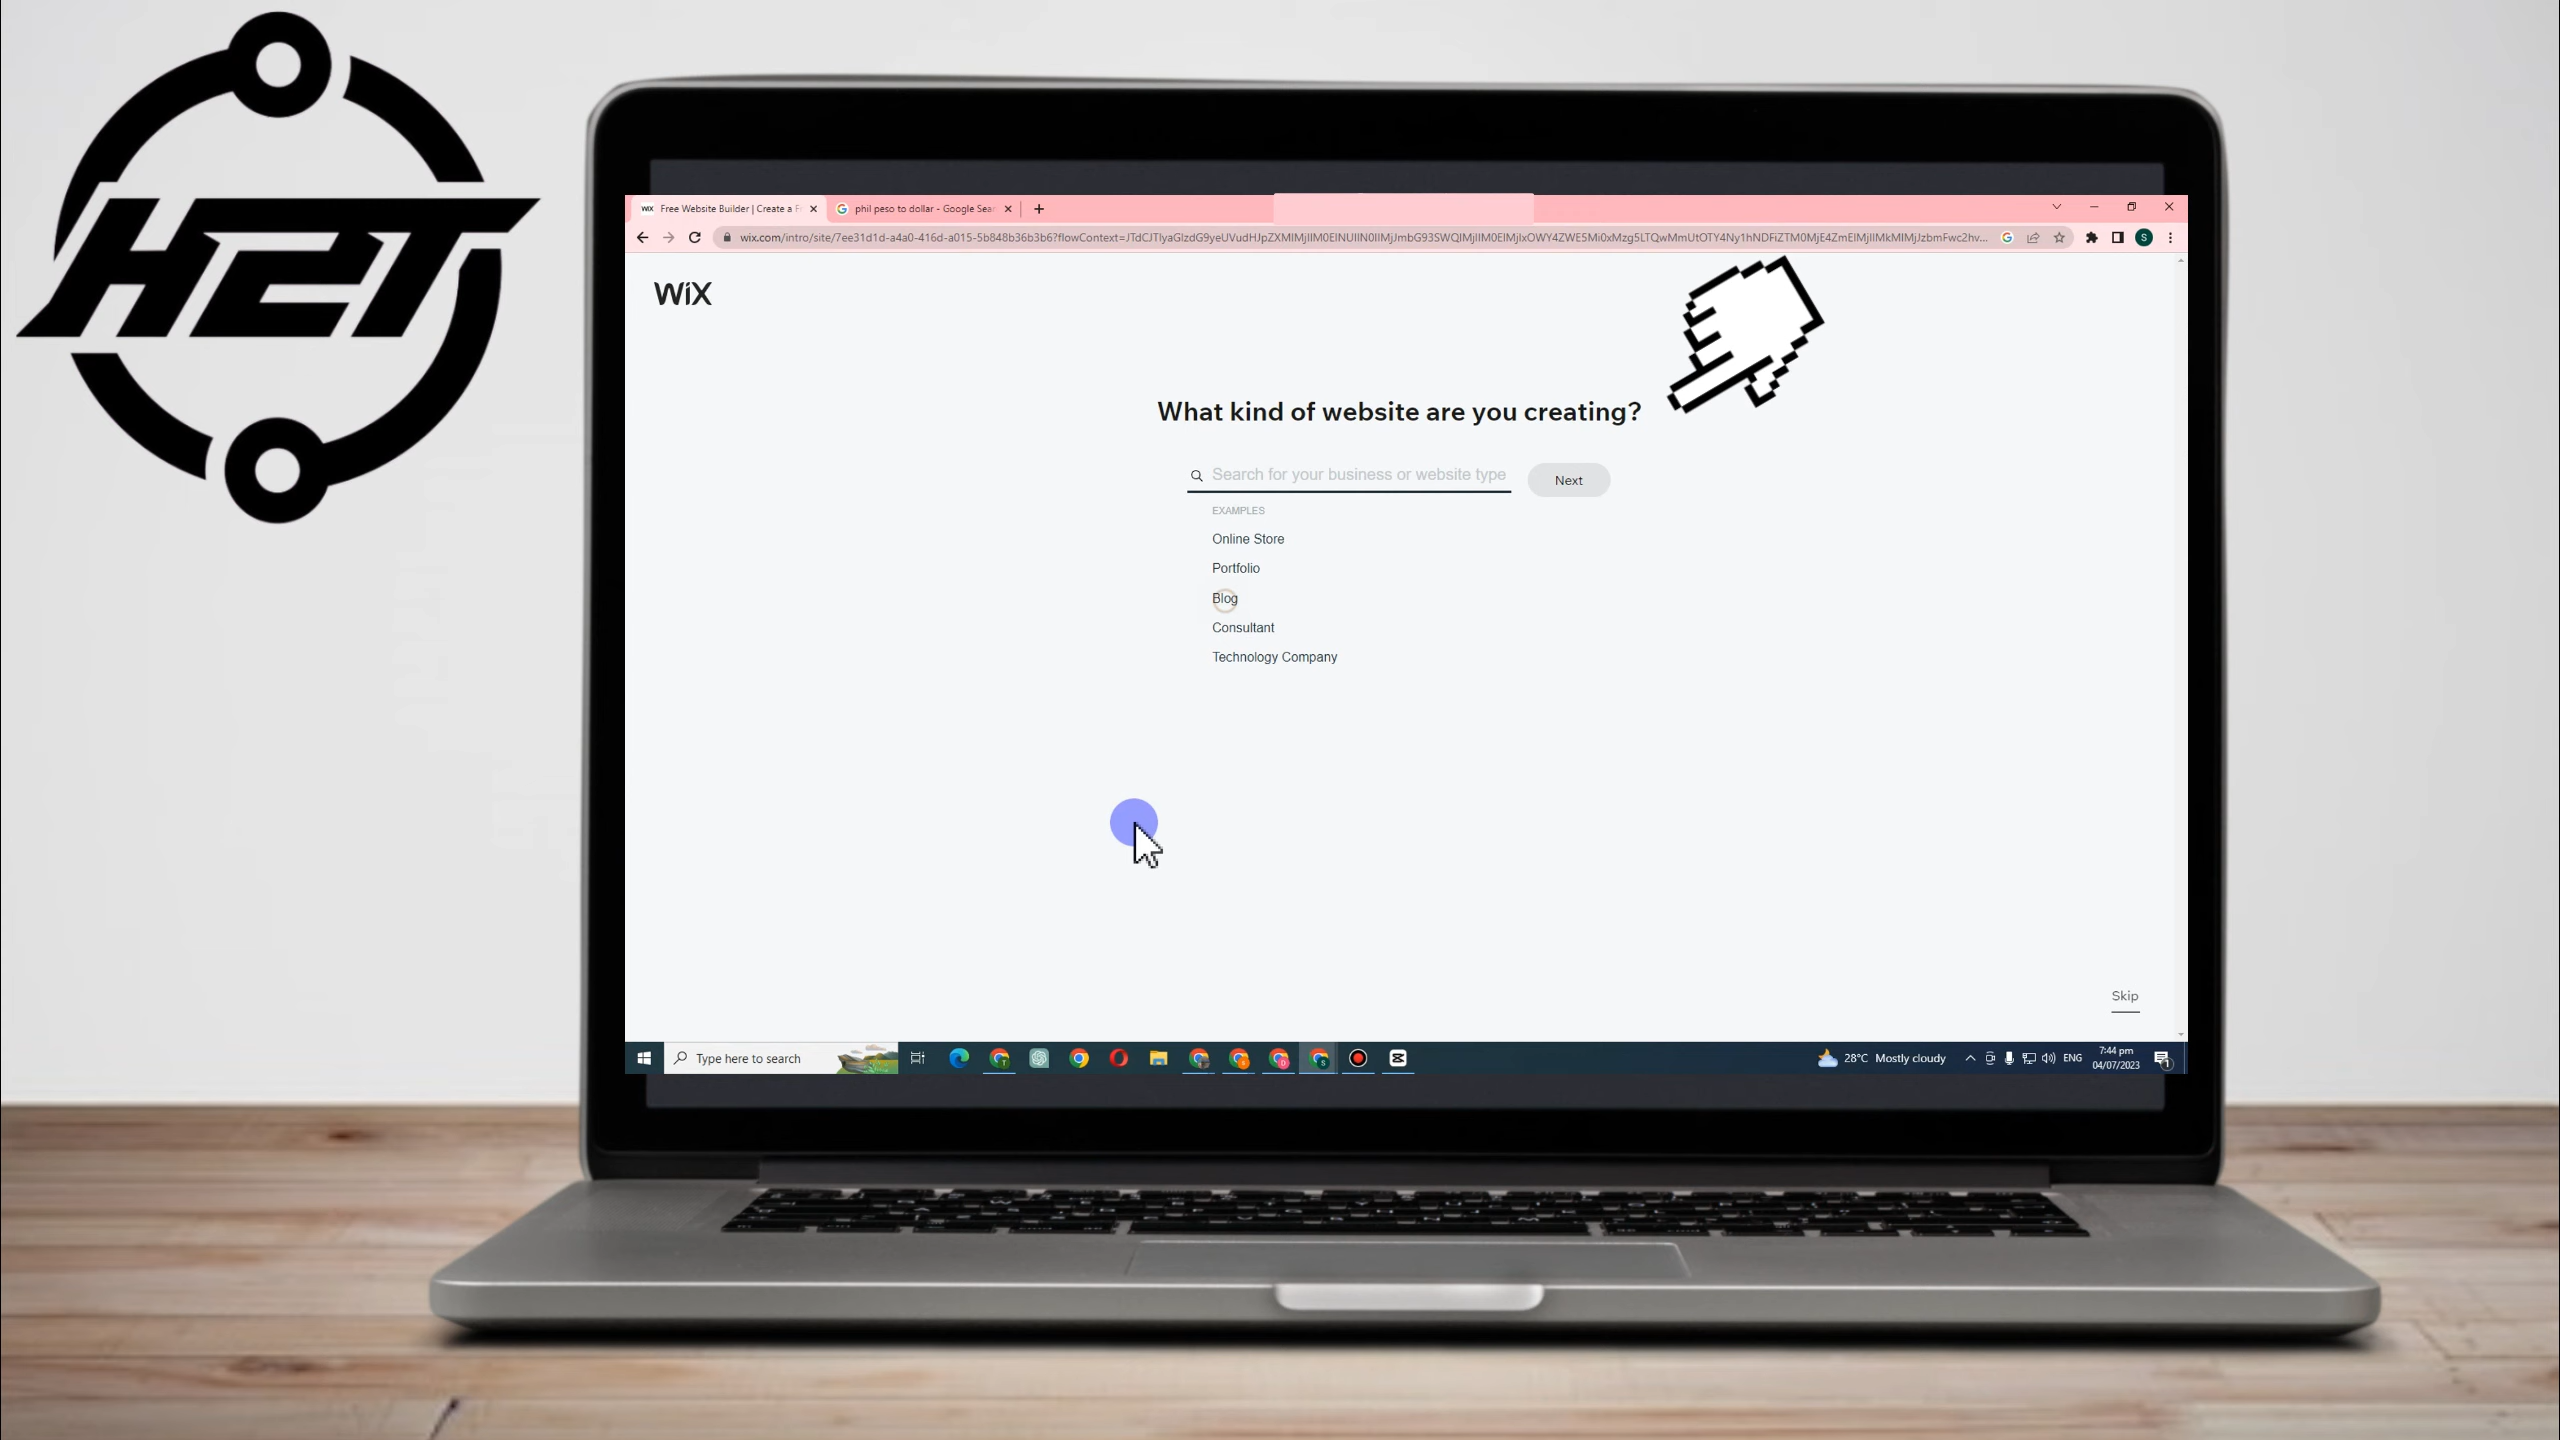 H2T
WiX Free Website Builder | Create a Fr
phil peso to dollar - Google Sear
WiX
What kind of website are you creating?
Search for your business or website type
Next
EXAMPLES
Online Store
Portfolio
Blog
Consultant
Technology Company
Skip
Type here to search
28°C Mostly cloudy
ENG
7:44 pm
04/07/2023